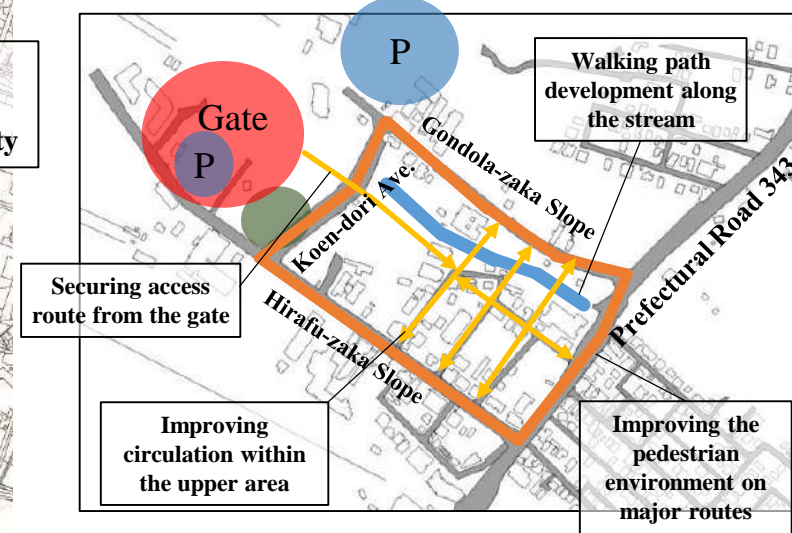 ty
P
Gate
P
Gondola-zaka Slope
Koen-dori Ave.
Hirafu-zaka Slope
Prefectural Road 343
Walking path
development along
the stream
Securing access
route from the gate
Improving
circulation within
the upper area
Improving the
pedestrian
environment on
major routes